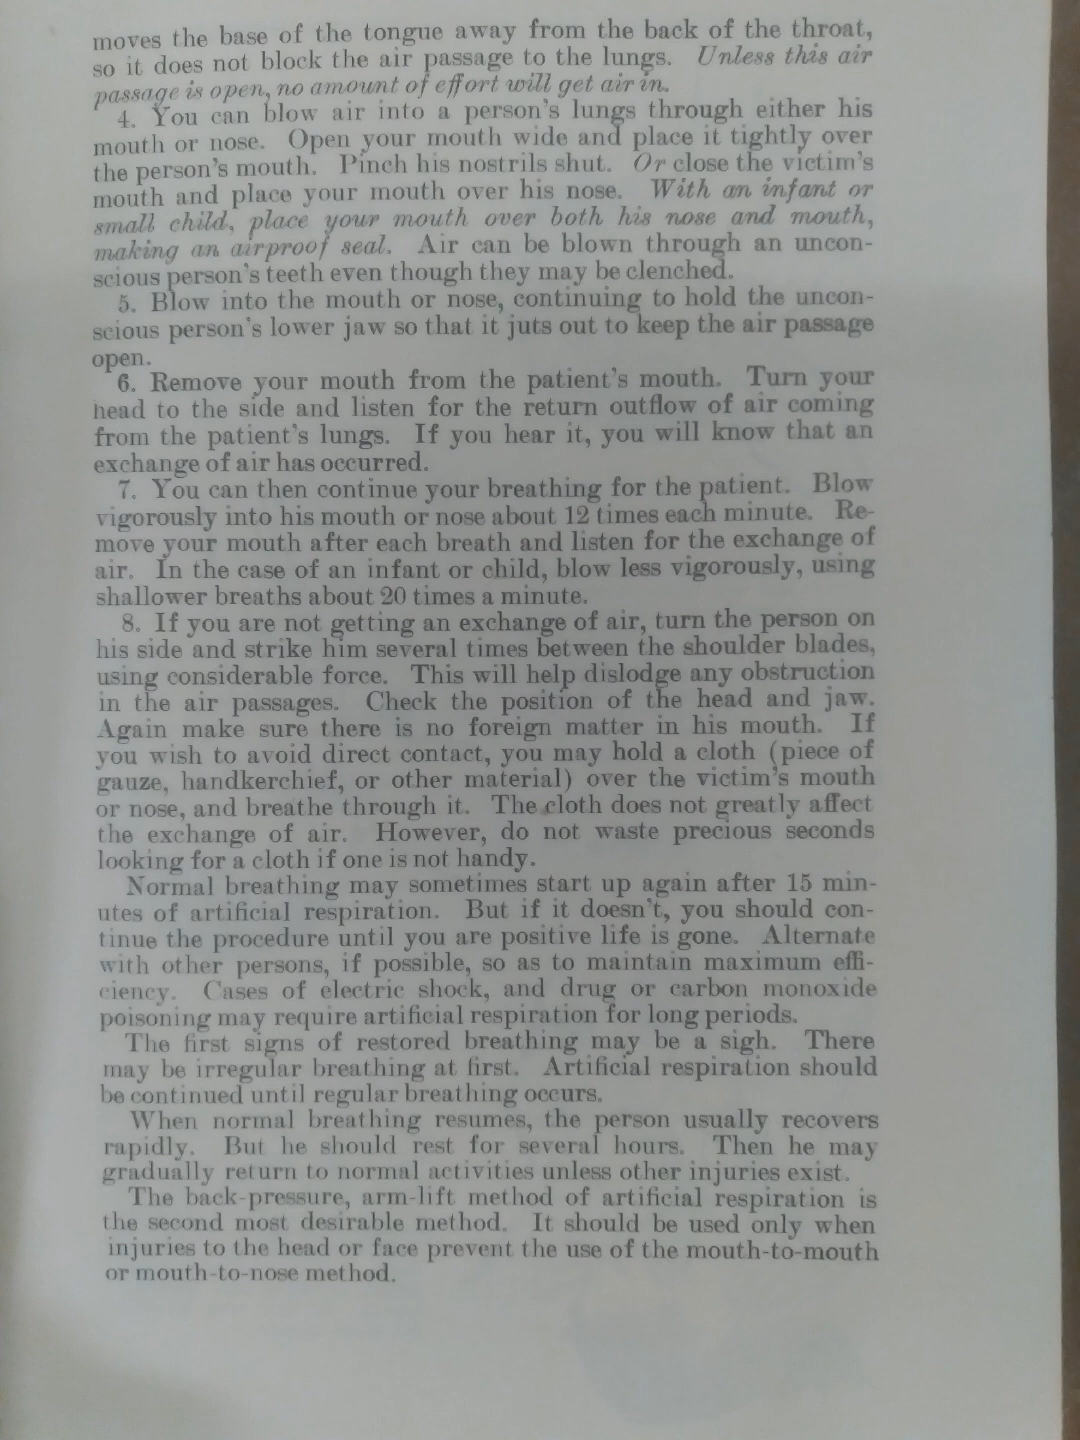 moves the base of the tongue away from the back of the throat,
so it does not block the air passage to the lungs. Unless this air
passage is open, no amount of effort will get air in.
4. You can blow air into a person's lungs through either his
mouth or nose. Open your mouth wide and place it tightly over
the person's mouth. Pinch his nostrils shut. Or close the victim's
mouth and place your mouth over his nose. With an infant or
small child, place your mouth over both his nose and mouth,
making an airproof seal. Air can be blown through an uncon-
scious person's teeth even though they may be clenched.
5. Blow into the mouth or nose, continuing to hold the uncon-
scious person's lower jaw so that it juts out to keep the air passage
open.
6. Remove your mouth from the patient's mouth. Turn your
head to the side and listen for the return outflow of air coming
from the patient's lungs. If you hear it, you will know that an
exchange of air has occurred.
7. You can then continue your breathing for the patient. Blow
vigorously into his mouth or nose about 12 times each minute. Re-
move your mouth after each breath and listen for the exchange of
air. In the case of an infant or child, blow less vigorously, using
shallower breaths about 20 times a minute.
8. If you are not getting an exchange of air, turn the person on
his side and strike him several times between the shoulder blades,
using considerable force. This will help dislodge any obstruction
in the air passages. Check the position of the head and jaw.
Again make sure there is no foreign matter in his mouth. If
you wish to avoid direct contact, you may hold a cloth (piece of
gauze, handkerchief, or other material) over the victim's mouth
or nose, and breathe through it. The cloth does not greatly affect
the exchange of air. However, do not waste precious seconds
looking for a cloth if one is not handy.
Normal breathing may sometimes start up again after 15 min-
utes of artificial respiration. But if it doesn't, you should con-
tinue the procedure until you are positive life is gone. Alternate
with other persons, if possible, so as to maintain maximum effi-
ciency. Cases of electric shock, and drug or carbon monoxide
poisoning may require artificial respiration for long periods.
The first signs of restored breathing may be a sigh. There
may be irregular breathing at first. Artificial respiration should
be continued until regular breathing occurs.
When normal breathing resumes, the person usually recovers
rapidly. But he should rest for several hours. Then he may
gradually return to normal activities unless other injuries exist.
The back-pressure, arm-lift method of artificial respiration is
the second most desirable method. It should be used only when
injuries to the head or face prevent the use of the mouth-to-mouth
or mouth-to-nose method.